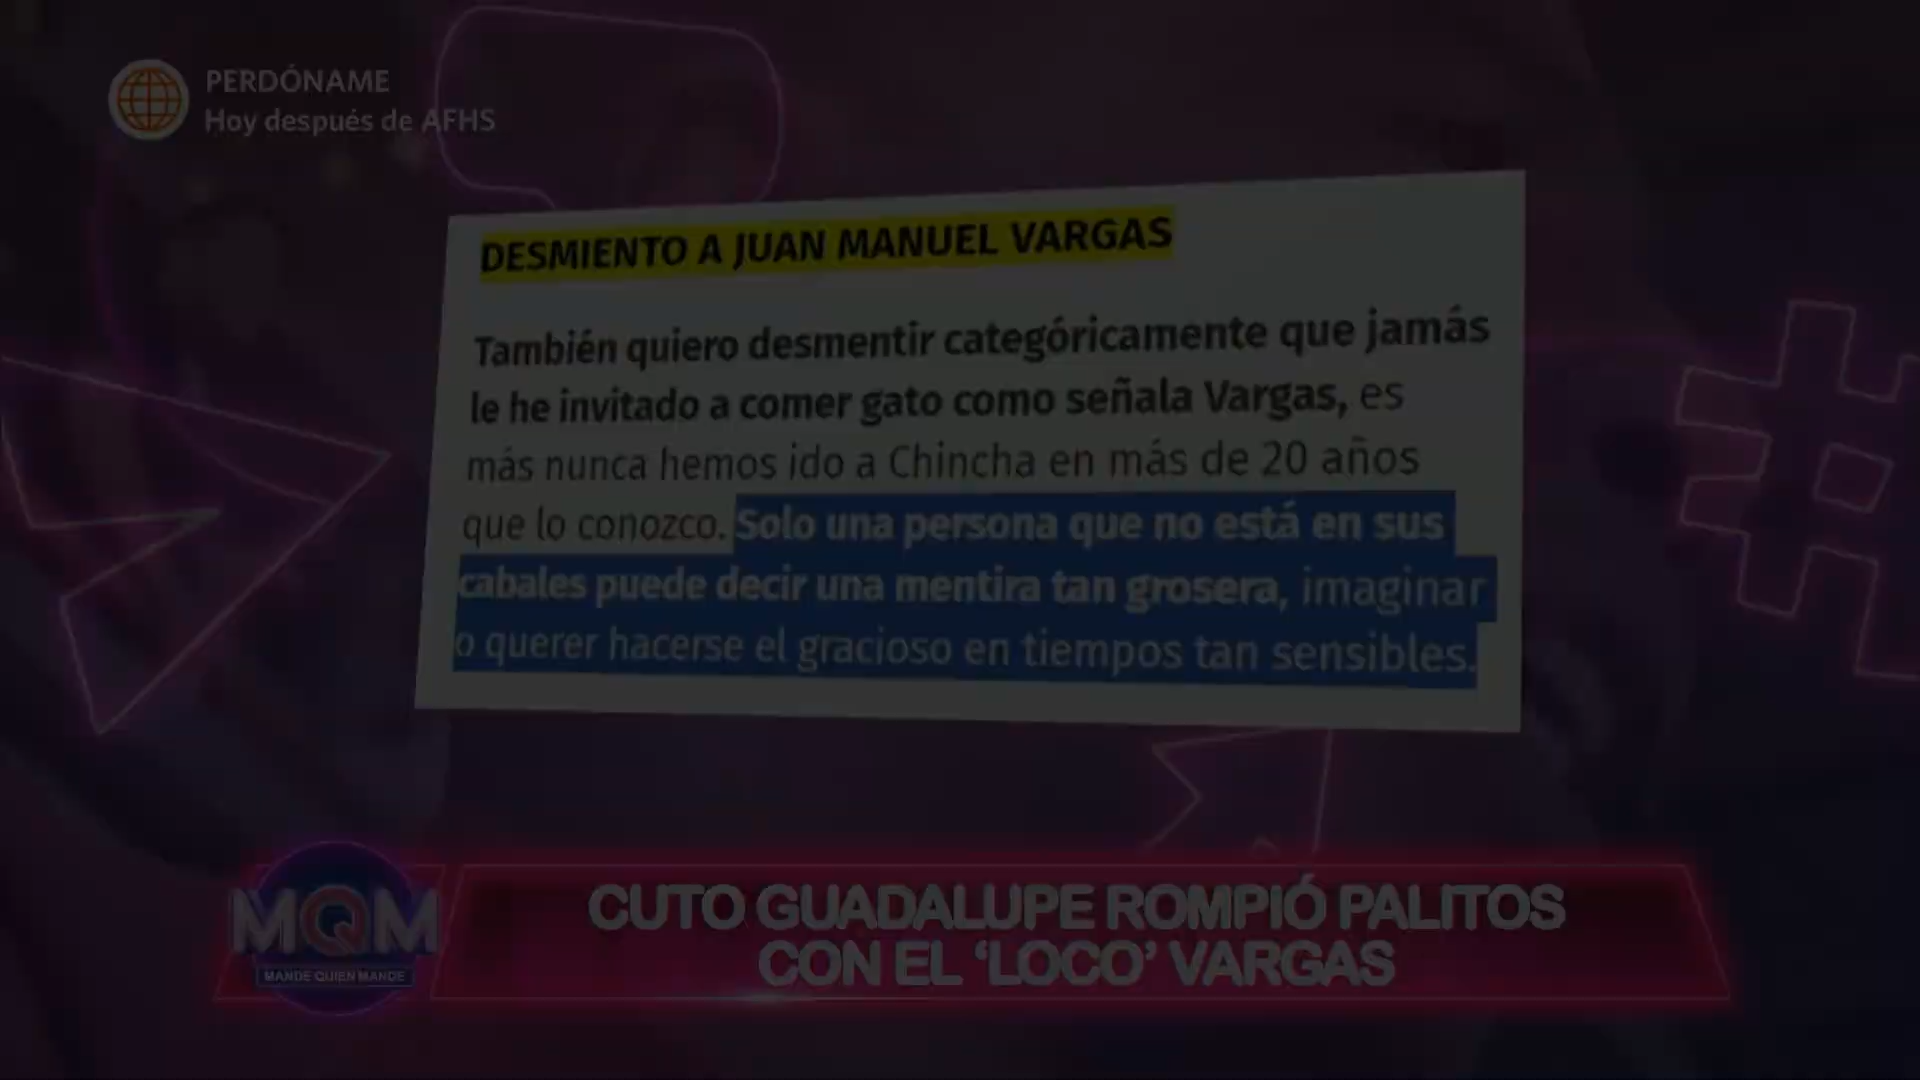 PERDÓNAME
Hoy después de AFHS
DESMIENTO A JUAN MANUEL VARGAS
También quiero desmentir categóricamente que jamás
le he invitado a comer gato como señala Vargas, es
más nunca hemos ido a Chincha en más de 20 años
que lo conozco. Solo una persona que no está en sus
cabales puede decir una mentira tan grosera, imaginar
o querer hacerse el gracioso en tiempos tan sensibles.
MQM
MANDE QUIEN MANDE
CUTO GUADALUPE ROMPIÓ PALITOS
CON EL ‘LOCO’ VARGAS